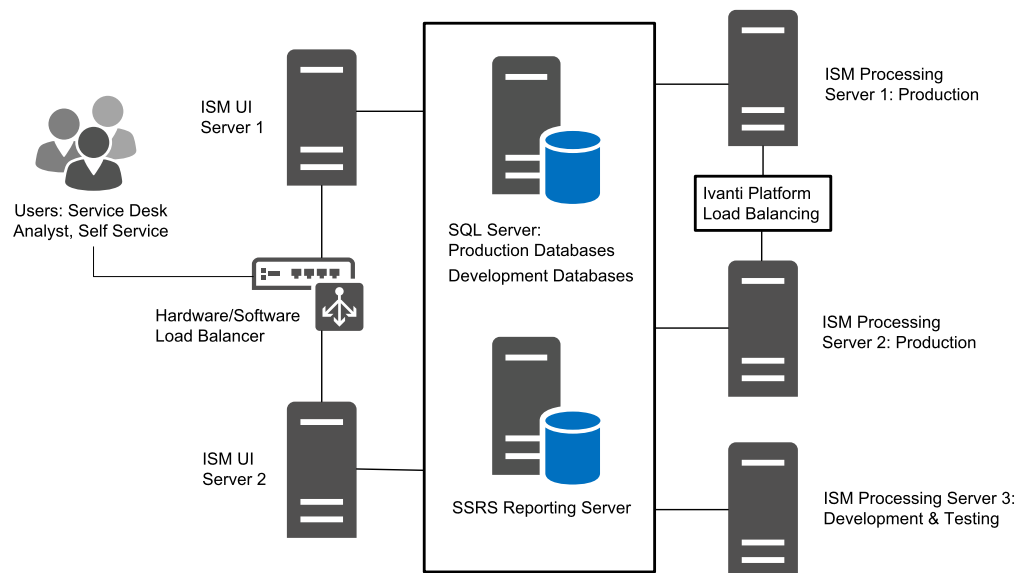 ISM UI
Server 1
Users: Service Desk
Analyst, Self Service
Hardware/Software
Load Balancer
ISM UI
Server 2
SQL Server:
Production Databases
Development Databases
SSRS Reporting Server
ISM Processing
Server 1: Production
Ivanti Platform
Load Balancing
ISM Processing
Server 2: Production
ISM Processing Server 3:
Development & Testing